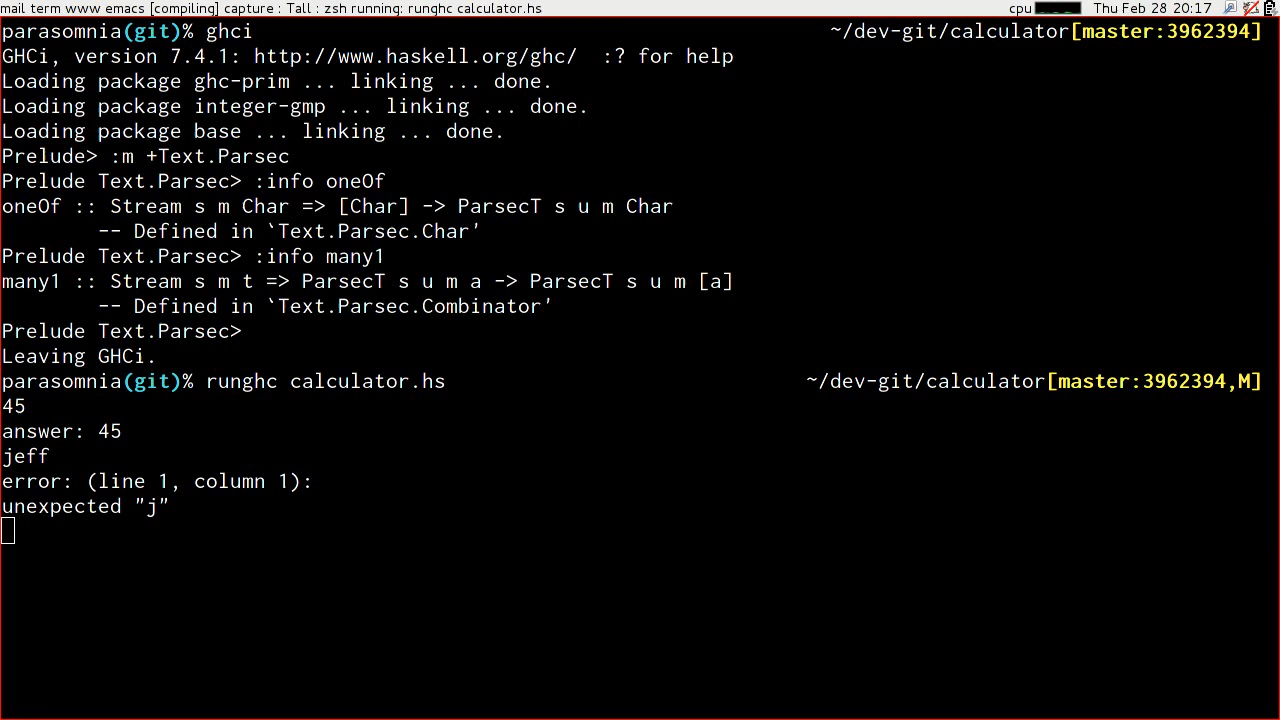 mail term www emacs [compiling] capture : Tall : zsh running: runghc calculator.hs cpu Thu Feb 28 20:17
parasomnia(git)% ghci ~/dev-git/calculator[master:3962394]
GHCi, version 7.4.1: http://www.haskell.org/ghc/  :? for help
Loading package ghc-prim ... linking ... done.
Loading package integer-gmp ... linking ... done.
Loading package base ... linking ... done.
Prelude> :m +Text.Parsec
Prelude Text.Parsec> :info oneOf
oneOf :: Stream s m Char => [Char] -> ParsecT s u m Char
        -- Defined in `Text.Parsec.Char'
Prelude Text.Parsec> :info many1
many1 :: Stream s m t => ParsecT s u m a -> ParsecT s u m [a]
        -- Defined in `Text.Parsec.Combinator'
Prelude Text.Parsec>
Leaving GHCi.
parasomnia(git)% runghc calculator.hs ~/dev-git/calculator[master:3962394,M]
45
answer: 45
jeff
error: (line 1, column 1):
unexpected "j"